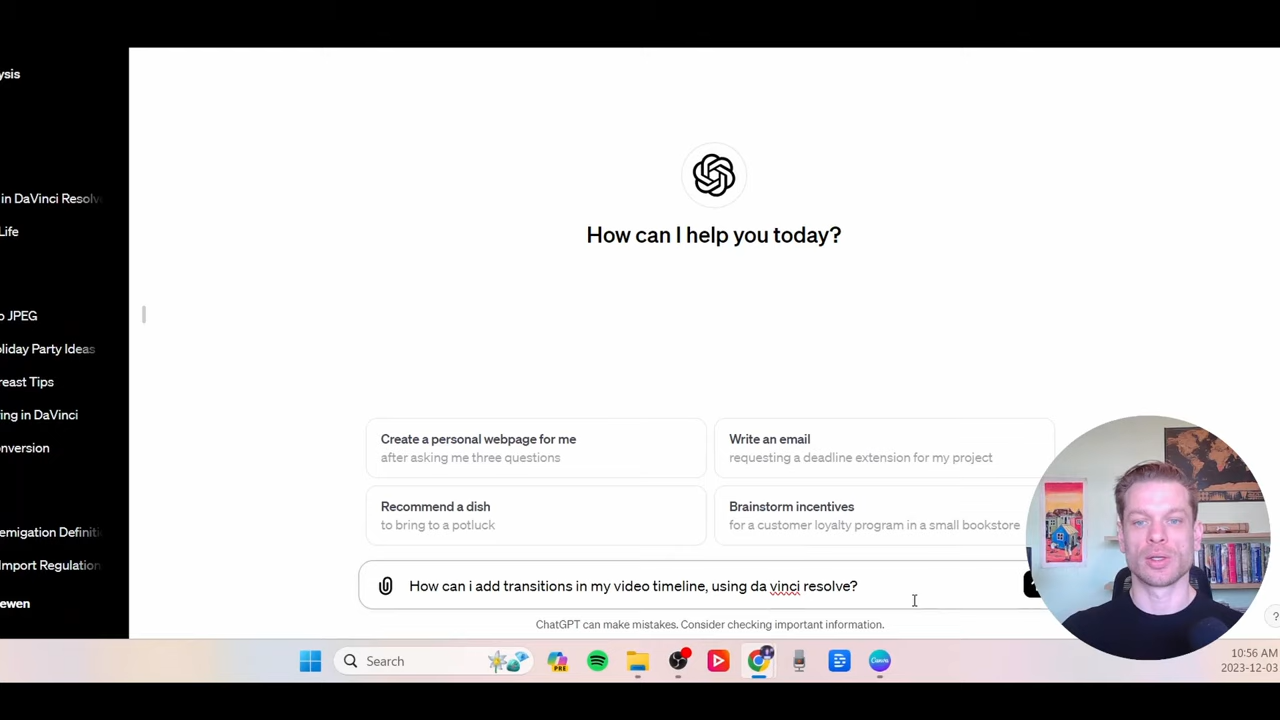 ysis
in DaVinci Resolv
Life
o JPEG
oliday Party Ideas
reast Tips
ing in DaVinci
onversion
emigation Definiti
Import Regulation
ewen
How can I help you today?
Create a personal webpage for me
after asking me three questions
Write an email
requesting a deadline extension for my project
Recommend a dish
to bring to a potluck
Brainstorm incentives
for a customer loyalty program in a small bookstore
How can i add transitions in my video timeline, using da vinci resolve?
ChatGPT can make mistakes. Consider checking important information.
?
Search
PRE
Canva
10:56 AM
2023-12-03